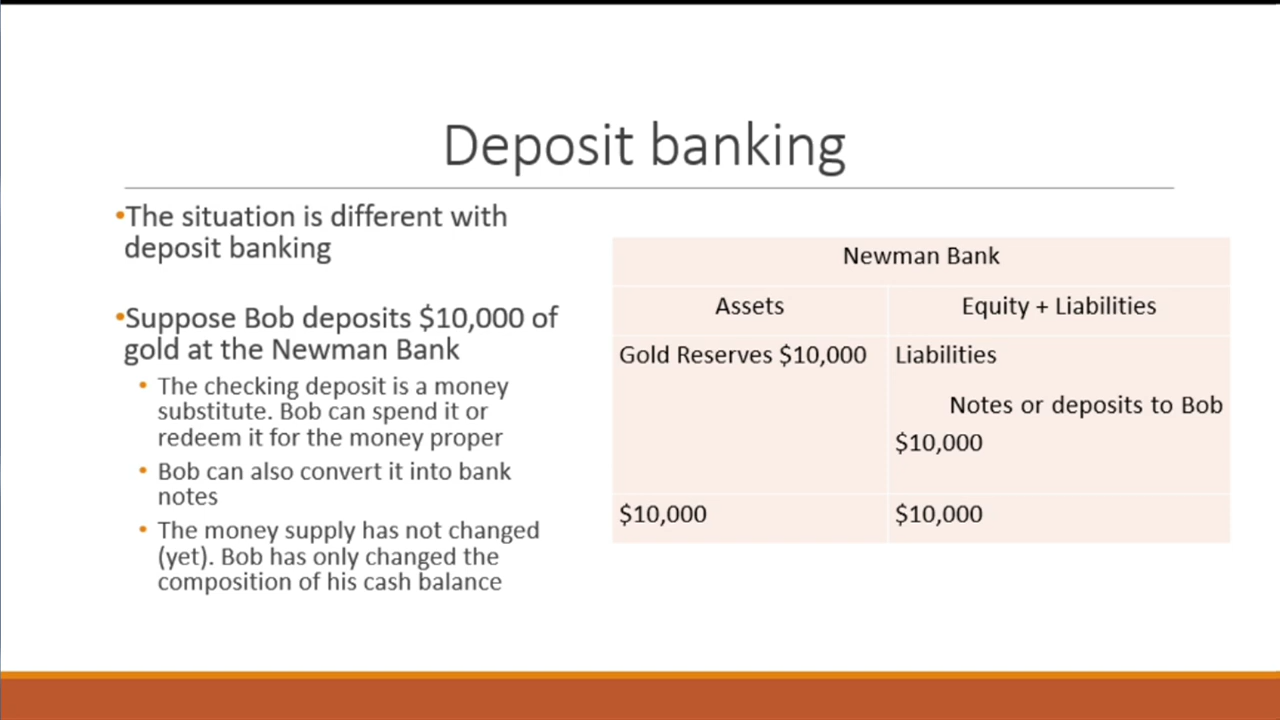 Deposit banking
•The situation is different with
deposit banking
•Suppose Bob deposits $10,000 of
gold at the Newman Bank
• The checking deposit is a money
substitute. Bob can spend it or
redeem it for the money proper
• Bob can also convert it into bank
notes
• The money supply has not changed
(yet). Bob has only changed the
composition of his cash balance
Newman Bank
Assets
Equity + Liabilities
Gold Reserves $10,000
Liabilities
Notes or deposits to Bob
$10,000
$10,000
$10,000